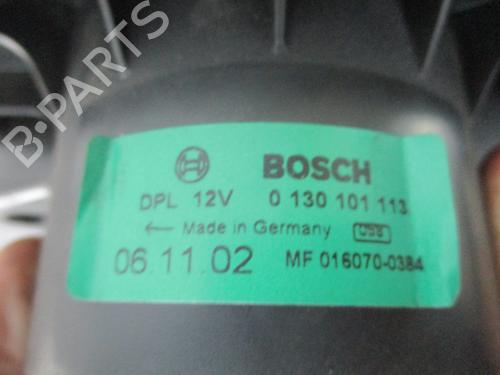 B-PARTS
BOSCH
DPL 12V 0 130 101 113
← Made in Germany
06.11.02 MF 016070-0384